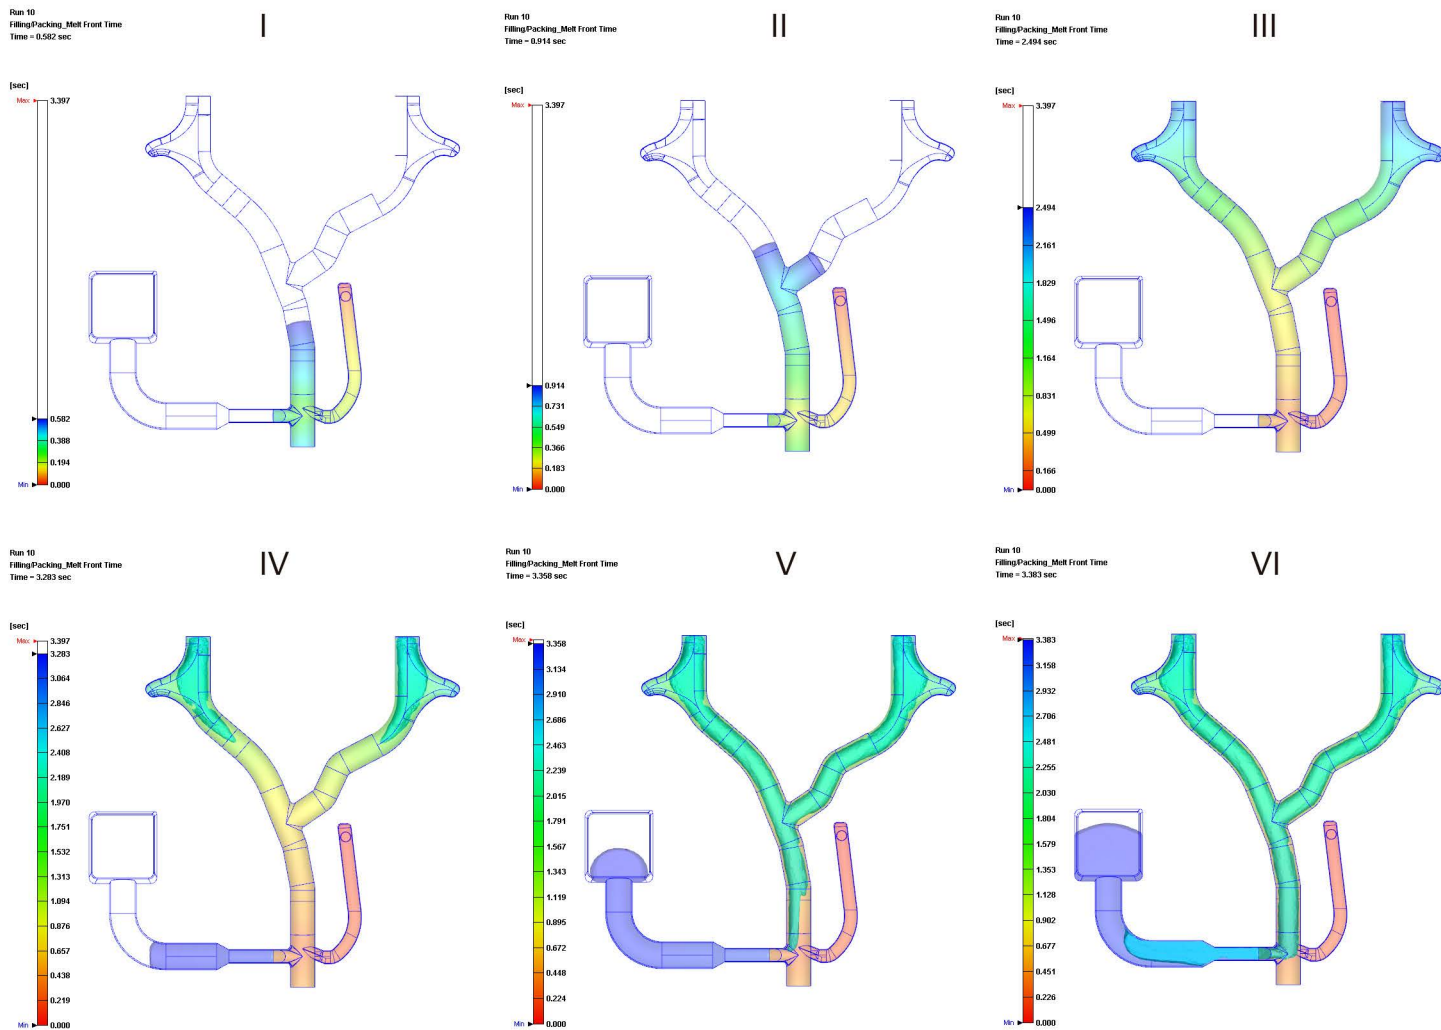 Run 10
Filling/Packing_Melt Front Time
Time = 0.582 sec
I
[sec]
Max
3.397
0.582
0.388
0.194
Min
0.000
Run 10
Filling/Packing_Melt Front Time
Time = 0.914 sec
II
[sec]
Max
3.397
0.914
0.731
0.549
0.366
0.183
Min
0.000
Run 10
Filling/Packing_Melt Front Time
Time = 2.494 sec
III
[sec]
Max
3.397
2.494
2.161
1.829
1.496
1.164
0.831
0.499
0.166
Min
0.000
Run 10
Filling/Packing_Melt Front Time
Time = 3.283 sec
IV
[sec]
Max
3.397
3.283
3.064
2.846
2.627
2.408
2.189
1.970
1.751
1.532
1.313
1.094
0.876
0.657
0.438
0.219
Min
0.000
Run 10
Filling/Packing_Melt Front Time
Time = 3.358 sec
V
[sec]
Max
3.358
3.134
2.910
2.686
2.463
2.239
2.015
1.791
1.567
1.343
1.119
0.896
0.672
0.448
0.224
Min
0.000
Run 10
Filling/Packing_Melt Front Time
Time = 3.383 sec
VI
[sec]
Max
3.383
3.158
2.932
2.706
2.481
2.255
2.030
1.804
1.579
1.353
1.128
0.902
0.677
0.451
0.226
Min
0.000